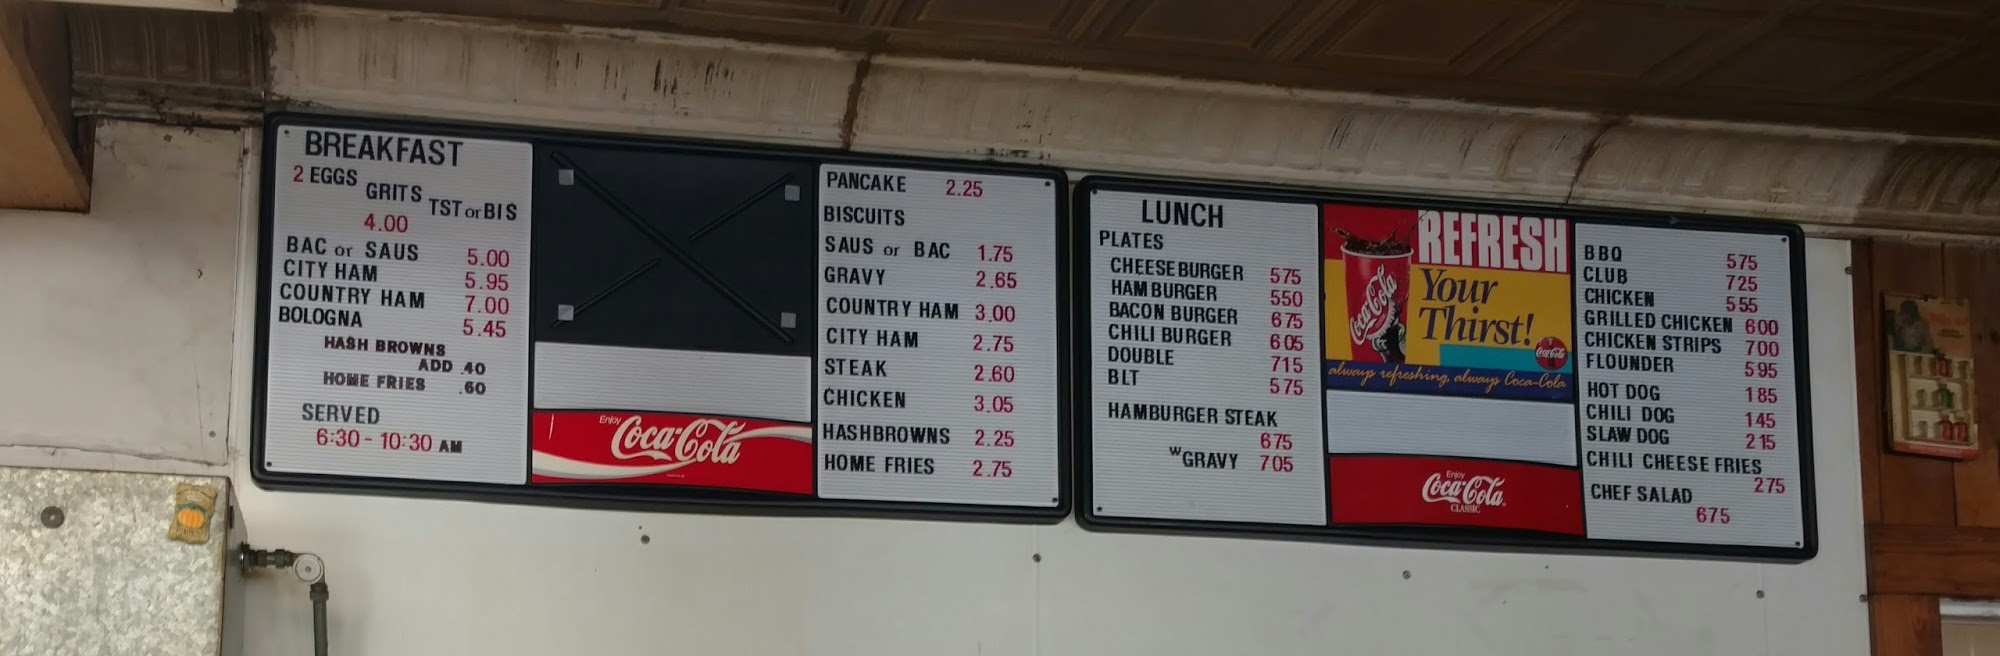 BREAKFAST
2 EGGS GRITS TST or BIS
4.00
BAC or SAUS 5.00
CITY HAM 5.95
COUNTRY HAM 7.00
BOLOGNA 5.45
HASH BROWNS
ADD .40
HOME FRIES .60
SERVED
6:30 - 10:30 AM
Enjoy
Coca-Cola
PANCAKE 2.25
BISCUITS
SAUS or BAC 1.75
GRAVY 2.65
COUNTRY HAM 3.00
CITY HAM 2.75
STEAK 2.60
CHICKEN 3.05
HASHBROWNS 2.25
HOME FRIES 2.75
LUNCH
PLATES
CHEESEBURGER 575
HAMBURGER 550
BACON BURGER 675
CHILI BURGER 605
DOUBLE 715
BLT 575
HAMBURGER STEAK
675
W GRAVY 705
REFRESH
Your
Thirst!
Coca-Cola
Coca-Cola
always refreshing, always Coca-Cola
Enjoy
Coca-Cola
CLASSIC
BBQ 575
CLUB 725
CHICKEN 555
GRILLED CHICKEN 600
CHICKEN STRIPS 700
FLOUNDER 595
HOT DOG 185
CHILI DOG 145
SLAW DOG 215
CHILI CHEESE FRIES
275
CHEF SALAD
675